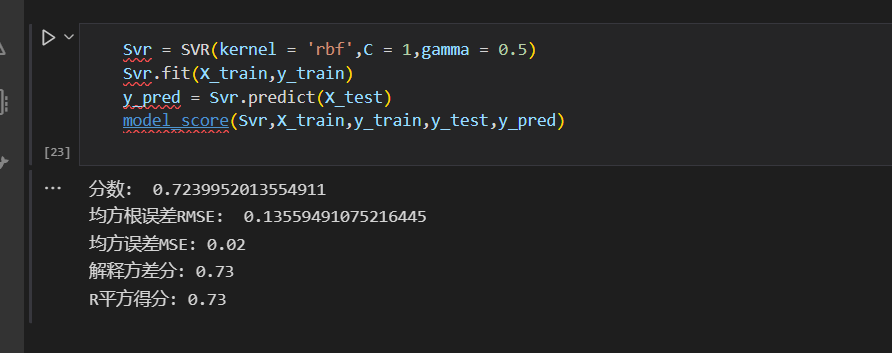 Svr = SVR(kernel = 'rbf',C = 1,gamma = 0.5)
Svr.fit(X_train,y_train)
y_pred = Svr.predict(X_test)
model_score(Svr,X_train,y_train,y_test,y_pred)
[23]
... 分数: 0.7239952013554911
均方根误差RMSE: 0.13559491075216445
均方误差MSE: 0.02
解释方差分: 0.73
R平方得分: 0.73